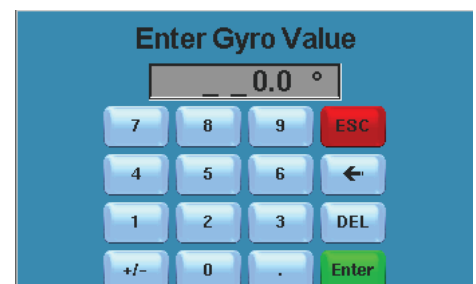 Enter Gyro Value
_ _0.0 °
7 8 9 ESC
4 5 6 ←
1 2 3 DEL
+/- 0 . Enter